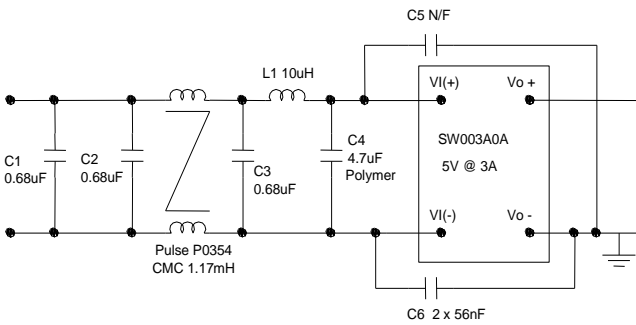 C5 N/F
L1 10uH
VI(+)
Vo +
C1
0.68uF
C2
0.68uF
C3
0.68uF
C4
4.7uF
Polymer
SW003A0A
5V @ 3A
VI(-)
Vo -
Pulse P0354
CMC 1.17mH
C6 2 x 56nF